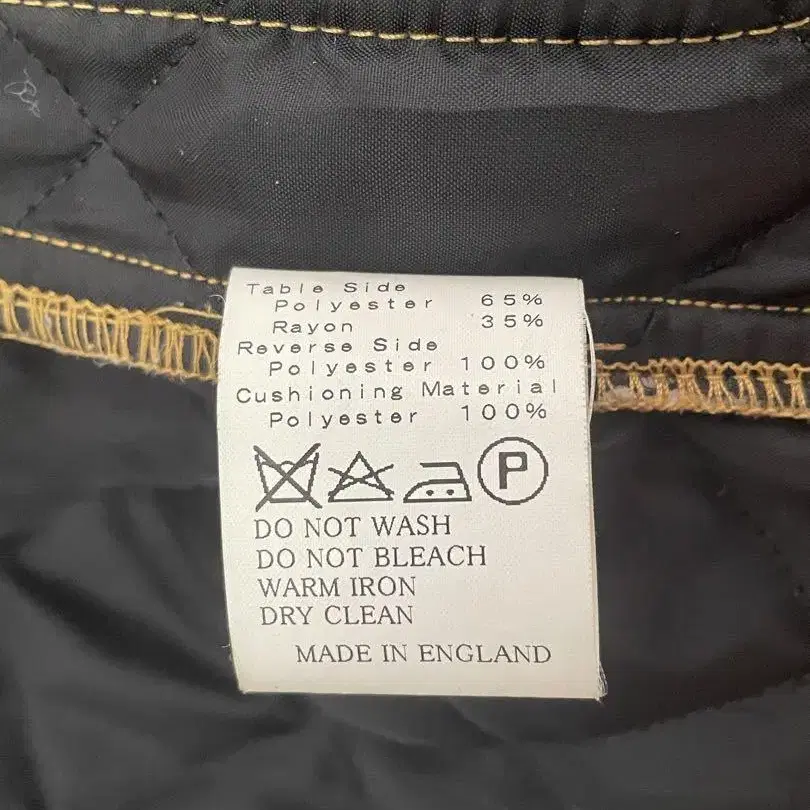 Table Side
Polyester 65%
Rayon 35%
Reverse Side
Polyester 100%
Cushioning Material
Polyester 100%
P
DO NOT WASH
DO NOT BLEACH
WARM IRON
DRY CLEAN
MADE IN ENGLAND